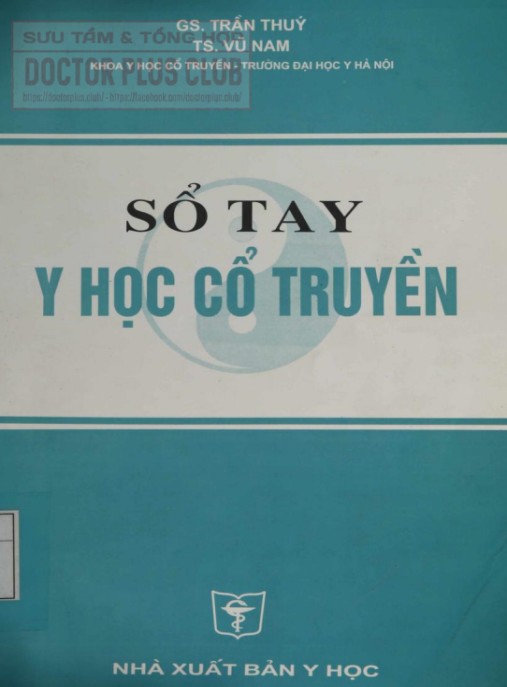 GS. TRẦN THUÝ
SƯU TẦM & TỔNG HỢP
TS. VŨ NAM
KHOA Y HỌC CỔ TRUYỀN - TRƯỜNG ĐẠI HỌC Y HÀ NỘI
DOCTOR PLUS CLUB
SỔ TAY
Y HỌC CỔ TRUYỀN
NHÀ XUẤT BẢN Y HỌC